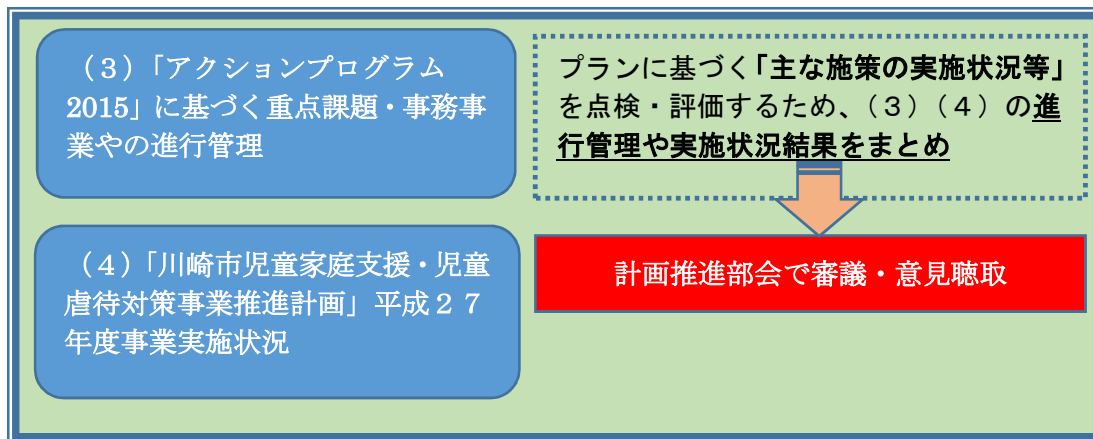 （３）「アクションプログラム
2015」に基づく重点課題・事務事
業やの進行管理
プランに基づく「主な施策の実施状況等」
を点検・評価するため、（３）（４）の進
行管理や実施状況結果をまとめ
（４）「川崎市児童家庭支援・児童
虐待対策事業推進計画」平成２７
年度事業実施状況
計画推進部会で審議・意見聴取